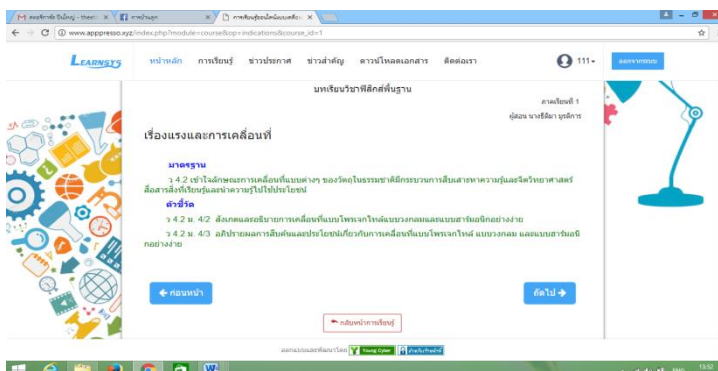 การบ้านลูก
www.apppresso.xyz/index.php?module=course&op=indications&course_id=1
LEARNSYS หน้าหลัก การเรียนรู้ ข่าวประกาศ ข่าวสำคัญ ดาวน์โหลดเอกสาร ติดต่อเรา 111 ออกจากระบบ
บทเรียนวิชาฟิสิกส์พื้นฐาน
ภาคเรียนที่ 1
ผู้สอน
เรื่องแรงและการเคลื่อนที่
มาตรฐาน
ว 4.2 เข้าใจลักษณะการเคลื่อนที่แบบต่างๆ ของวัตถุในธรรมชาติมีกระบวนการสืบเสาะหาความรู้และจิตวิทยาศาสตร์
สื่อสารสิ่งที่เรียนรู้และนำความรู้ไปใช้ประโยชน์
ตัวชี้วัด
ว 4.2 ม. 4/2 สังเกตและอธิบายการเคลื่อนที่แบบโพรเจกไทล์แบบวงกลมและแบบฮาร์มอนิกอย่างง่าย
ว 4.2 ม. 4/3 อภิปรายผลการสืบค้นและประโยชน์เกี่ยวกับการเคลื่อนที่แบบโพรเจกไทล์ แบบวงกลม และแบบฮาร์มอนิ
กอย่างง่าย
ก่อนหน้า ถัดไป
กลับหน้าการเรียนรู้
ออกแบบและพัฒนาโดย Young Cyber
ENG 13:52